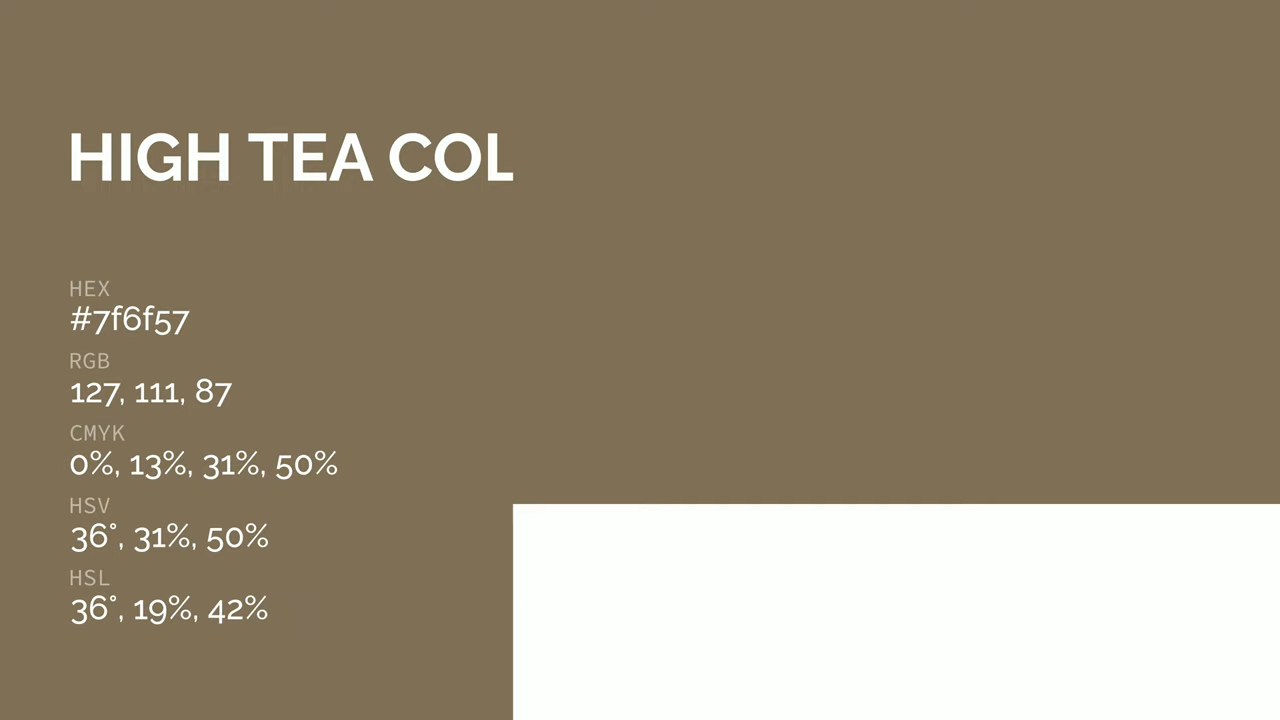 HIGH TEA COL
HEX
#7f6f57
RGB
127, 111, 87
CMYK
0%, 13%, 31%, 50%
HSV
36°, 31%, 50%
HSL
36°, 19%, 42%